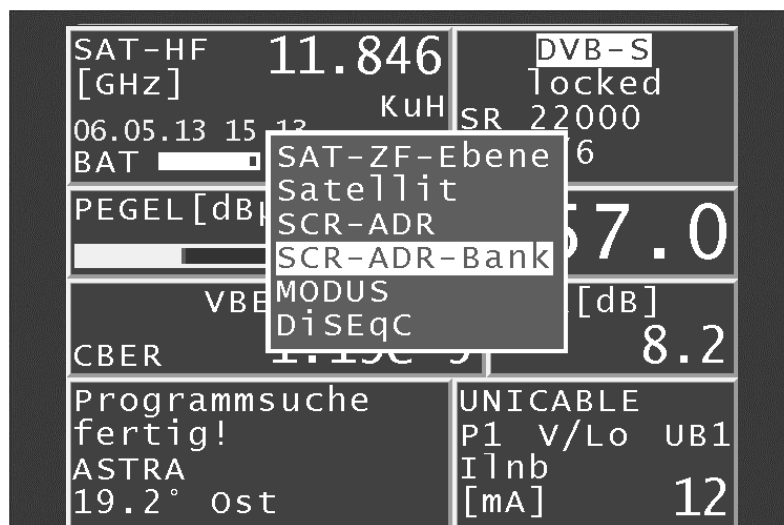 SAT-HF 11.846
[GHz]
KuH
06.05.13 15
BAT
DVB-S
locked
SR 22000
6
SAT-ZF-Ebene
Satellit
SCR-ADR
SCR-ADR-Bank
MODUS
DiSEqC
PEGEL[dBµ
7.0
VBE
CBER
[dB]
8.2
Programmsuche
fertig!
ASTRA
19.2° Ost
UNICABLE
P1 V/Lo UB1
Ilnb
[mA] 12